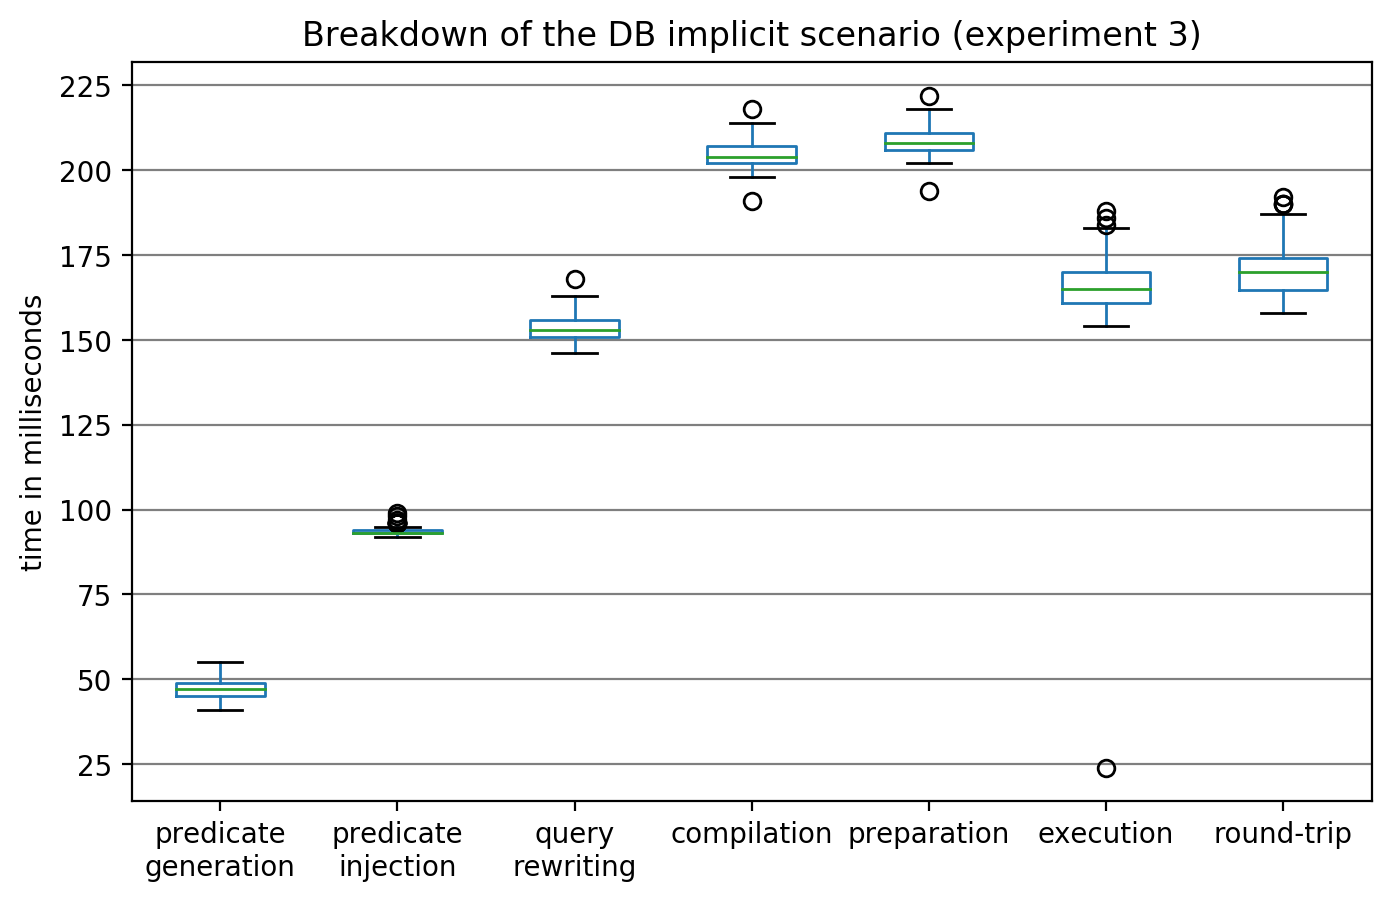 Breakdown of the DB implicit scenario (experiment 3)
time in milliseconds
225
200
175
150
125
100
75
50
25
predicate
generation
predicate
injection
query
rewriting
compilation
preparation
execution
round-trip